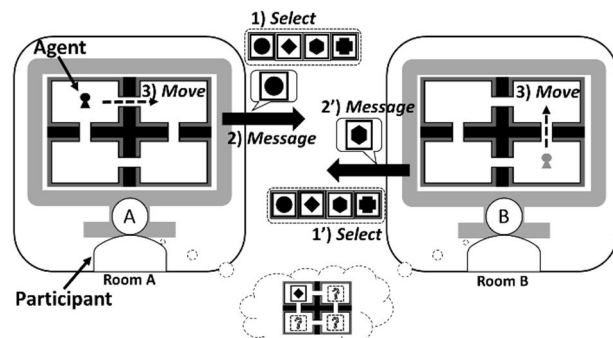 1) Select
Agent
3) Move
2) Message
2') Message
3) Move
A
B
1') Select
Participant
Room A
Room B
? 
? ?